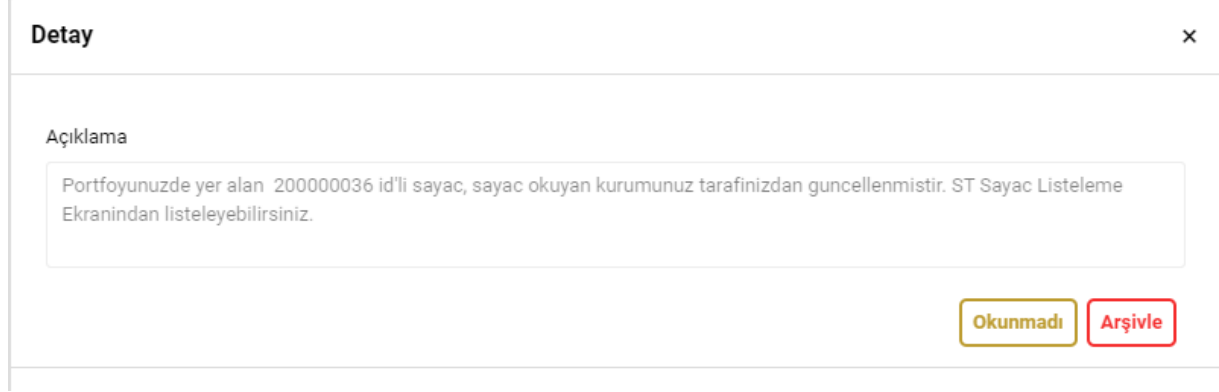 Detay
×
Açıklama
Portfoyunuzde yer alan  200000036 id'li sayac, sayac okuyan kurumunuz tarafinizdan guncellenmistir. ST Sayac Listeleme
Ekranindan listeleyebilirsiniz.
Okunmadı Arşivle